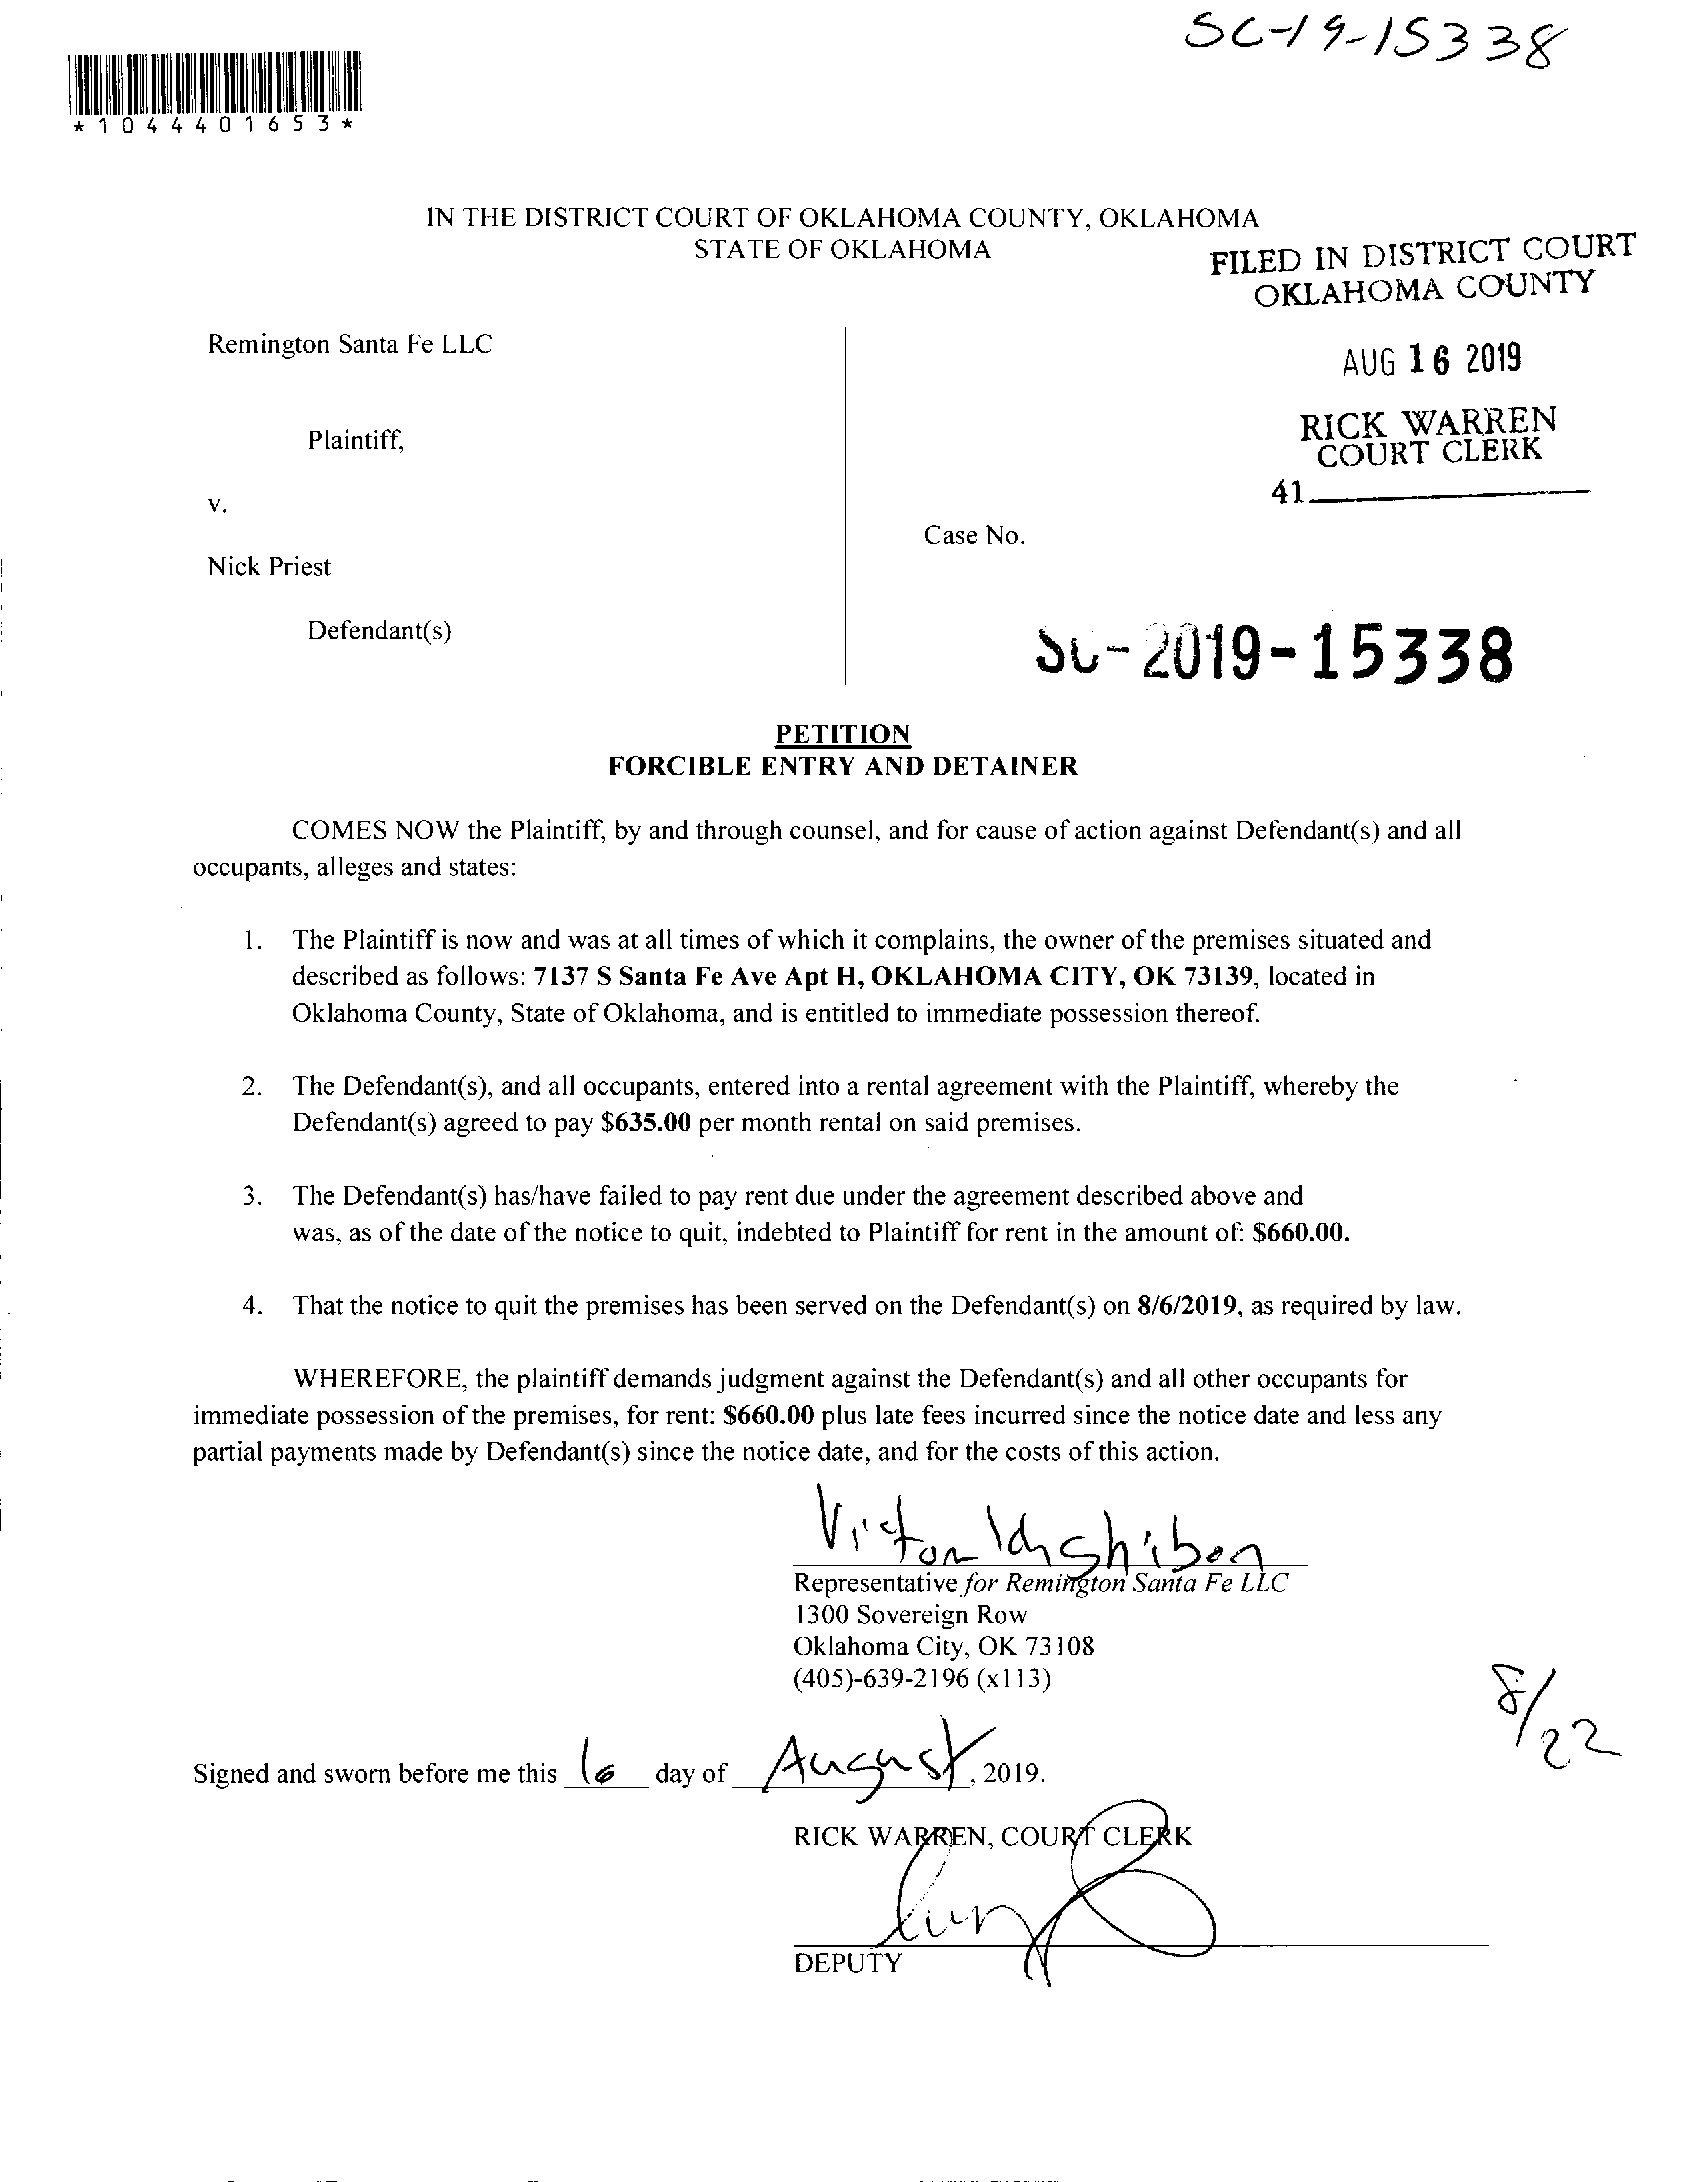 SC-19-15338
*1044401653*
IN THE DISTRICT COURT OF OKLAHOMA COUNTY, OKLAHOMA
STATE OF OKLAHOMA
FILED IN DISTRICT COURT
OKLAHOMA COUNTY
Remington Santa Fe LLC
AUG 16 2019
RICK WARREN
COURT CLERK
Plaintiff,
41
v.
Case No.
Nick Priest
Defendant(s)
SC-2019-15338
PETITION
FORCIBLE ENTRY AND DETAINER
COMES NOW the Plaintiff, by and through counsel, and for cause of action against Defendant(s) and all
occupants, alleges and states:
1. The Plaintiff is now and was at all times of which it complains, the owner of the premises situated and
described as follows: 7137 S Santa Fe Ave Apt H, OKLAHOMA CITY, OK 73139, located in
Oklahoma County, State of Oklahoma, and is entitled to immediate possession thereof.
2. The Defendant(s), and all occupants, entered into a rental agreement with the Plaintiff, whereby the
Defendant(s) agreed to pay $635.00 per month rental on said premises.
3. The Defendant(s) has/have failed to pay rent due under the agreement described above and
was, as of the date of the notice to quit, indebted to Plaintiff for rent in the amount of: $660.00.
4. That the notice to quit the premises has been served on the Defendant(s) on 8/6/2019, as required by law.
WHEREFORE, the plaintiff demands judgment against the Defendant(s) and all other occupants for
immediate possession of the premises, for rent: $660.00 plus late fees incurred since the notice date and less any
partial payments made by Defendant(s) since the notice date, and for the costs of this action.
Victor
Representative for Remington Santa Fe LLC
1300 Sovereign Row
Oklahoma City, OK 73108
(405)-639-2196 (x113)
8/22
Signed and sworn before me this 16 day of August, 2019.
RICK WARREN, COURT CLERK
DEPUTY